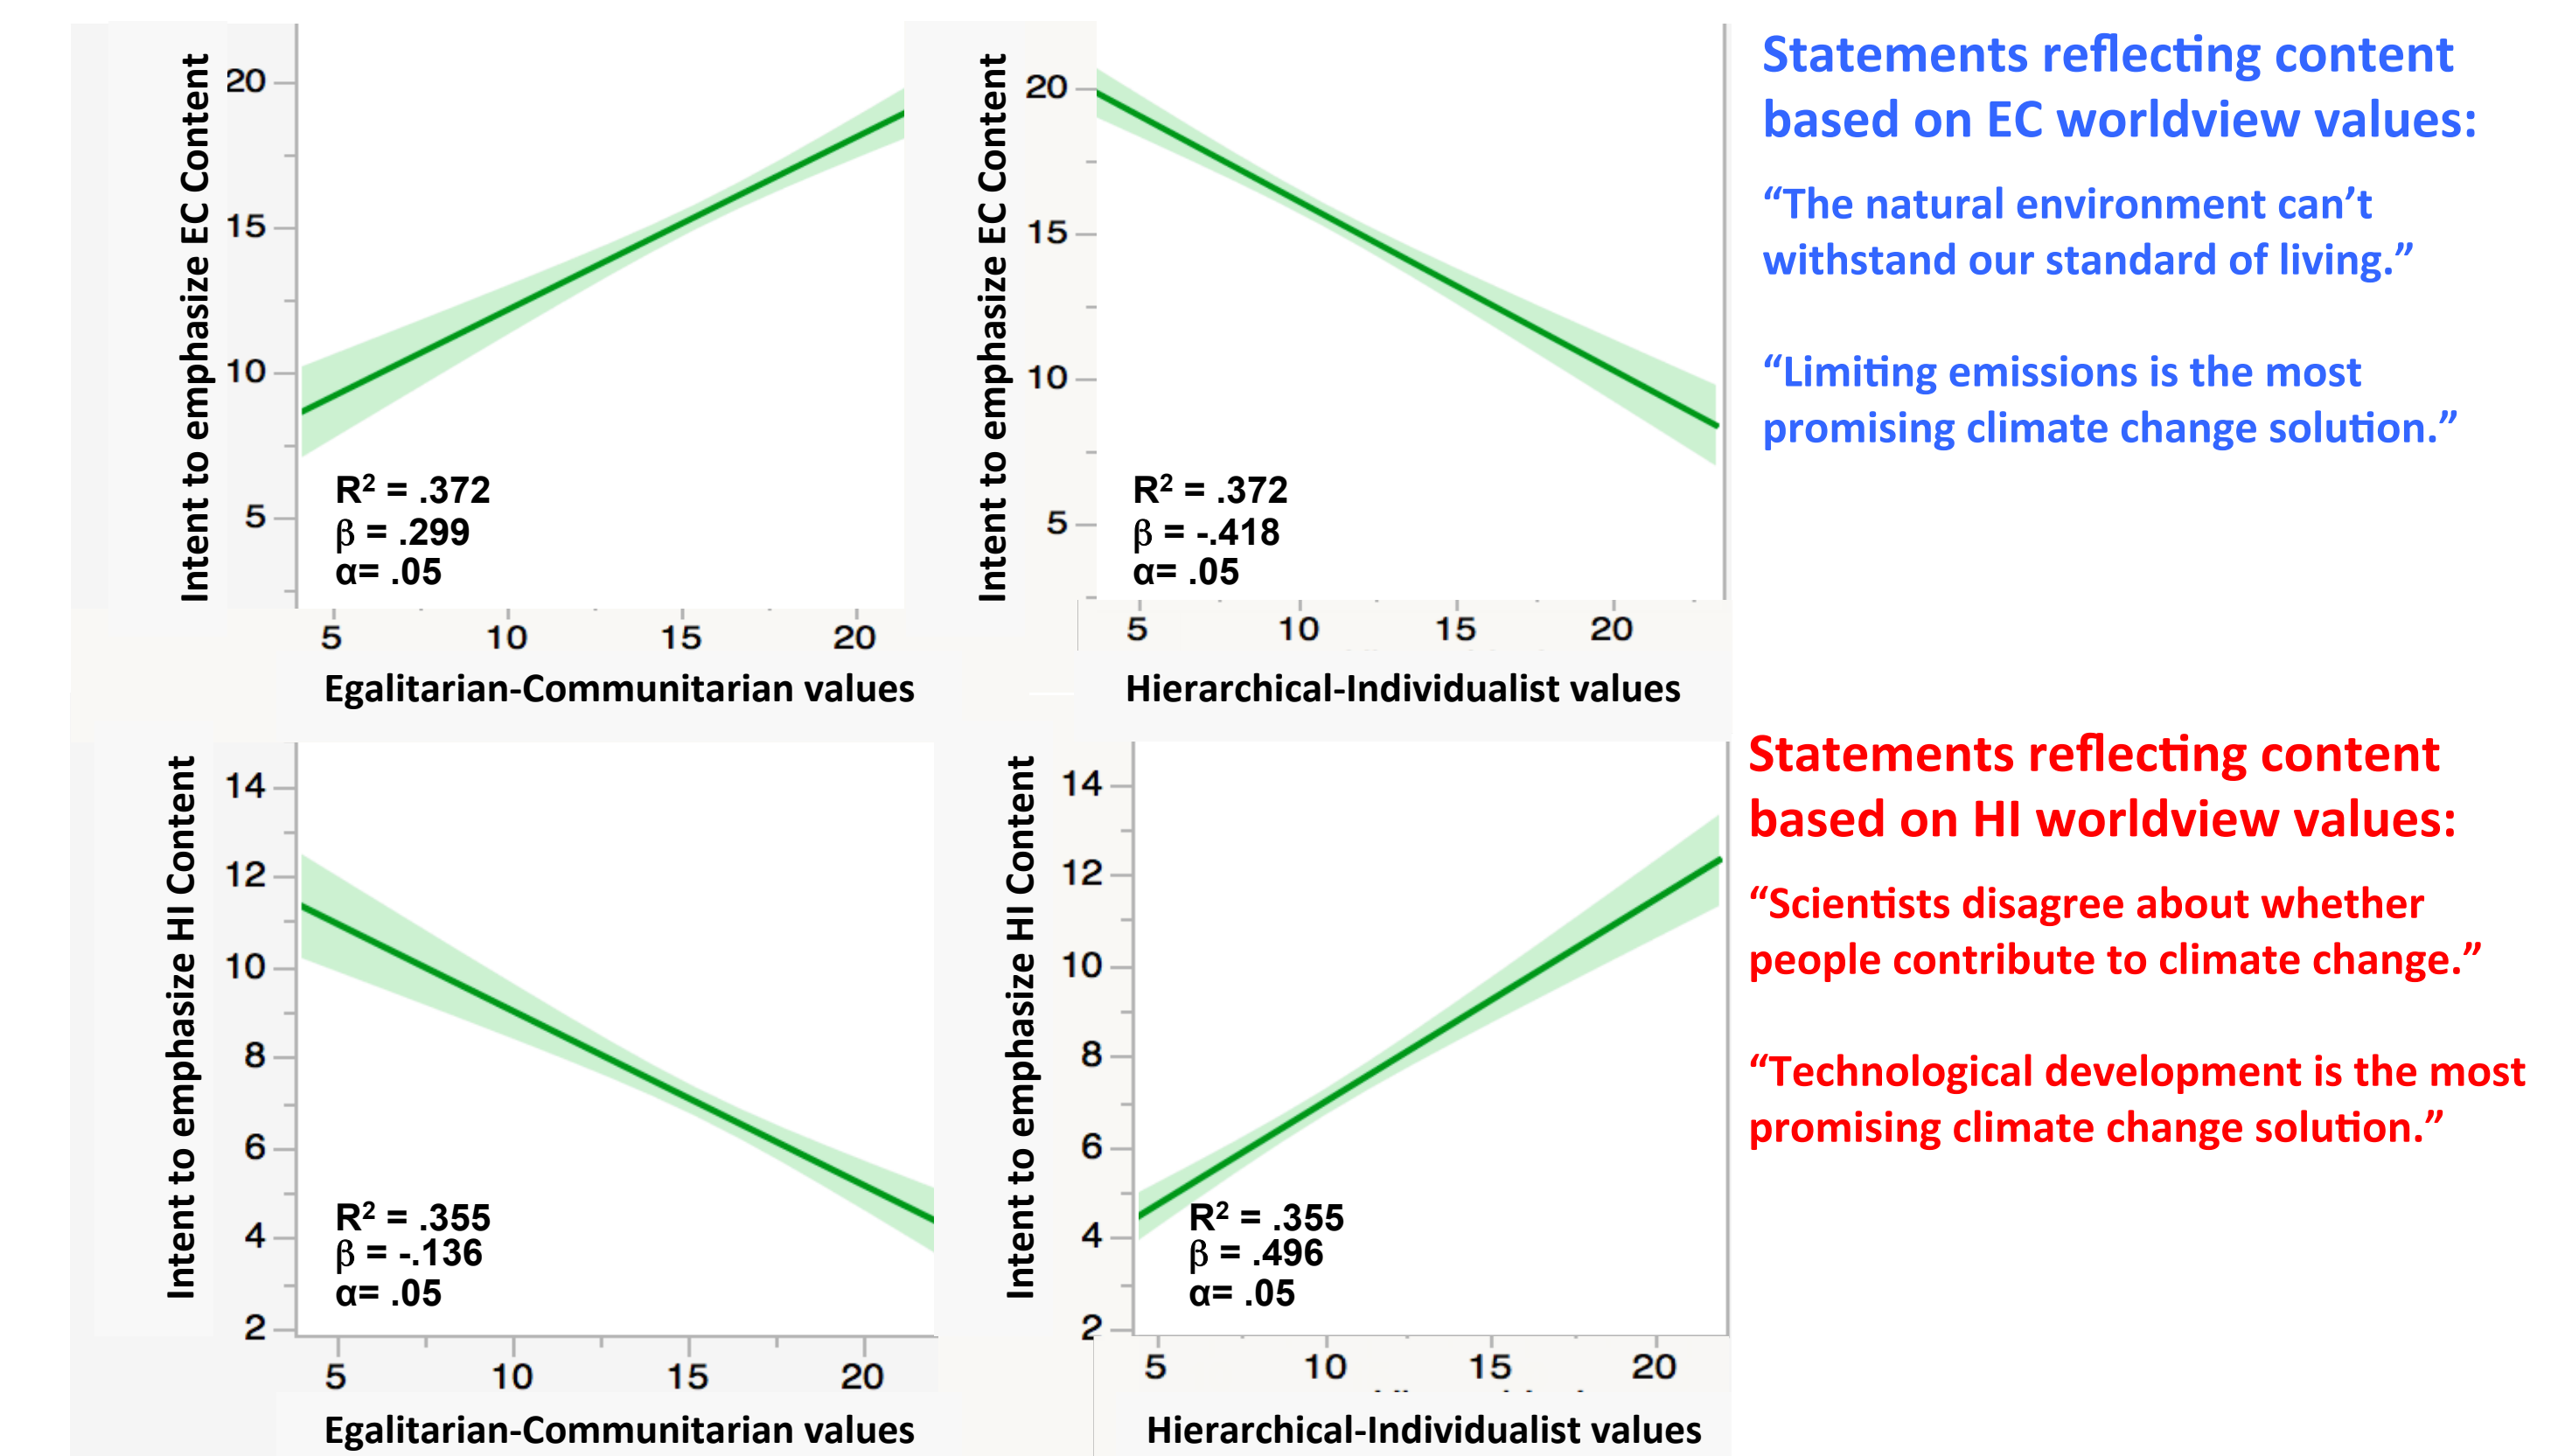 Intent to emphasize EC Content
20
15
10
5
R² = .372
β = .299
α= .05
5 10 15 20
Egalitarian-Communitarian values
Intent to emphasize EC Content
20
15
10
5
R² = .372
β = -.418
α= .05
5 10 15 20
Hierarchical-Individualist values
Statements reflecting content
based on EC worldview values:
“The natural environment can’t
withstand our standard of living.”
“Limiting emissions is the most
promising climate change solution.”
Intent to emphasize HI Content
14
12
10
8
6
4
2
R² = .355
β = -.136
α= .05
5 10 15 20
Egalitarian-Communitarian values
Intent to emphasize HI Content
14
12
10
8
6
4
2
R² = .355
β = .496
α= .05
5 10 15 20
Hierarchical-Individualist values
Statements reflecting content
based on HI worldview values:
“Scientists disagree about whether
people contribute to climate change.”
“Technological development is the most
promising climate change solution.”